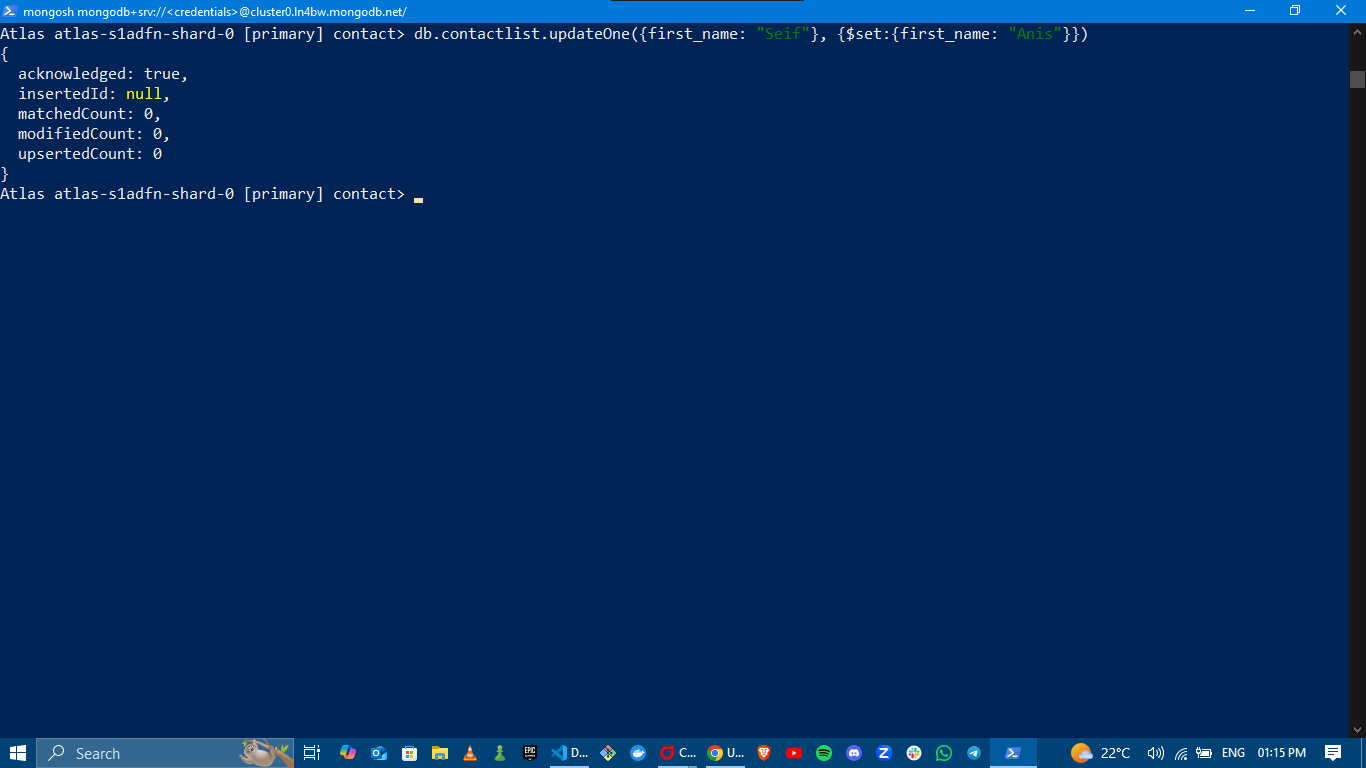 mongosh mongodb+srv://<credentials>@cluster0.ln4bw.mongodb.net/
Atlas atlas-s1adfn-shard-0 [primary] contact> db.contactlist.updateOne({first_name: "Seif"}, {$set:{first_name: "Anis"}})
{
  acknowledged: true,
  insertedId: null,
  matchedCount: 0,
  modifiedCount: 0,
  upsertedCount: 0
}
Atlas atlas-s1adfn-shard-0 [primary] contact>
Search
EPIC
D...
C...
U...
Z
22°C
ENG
01:15 PM